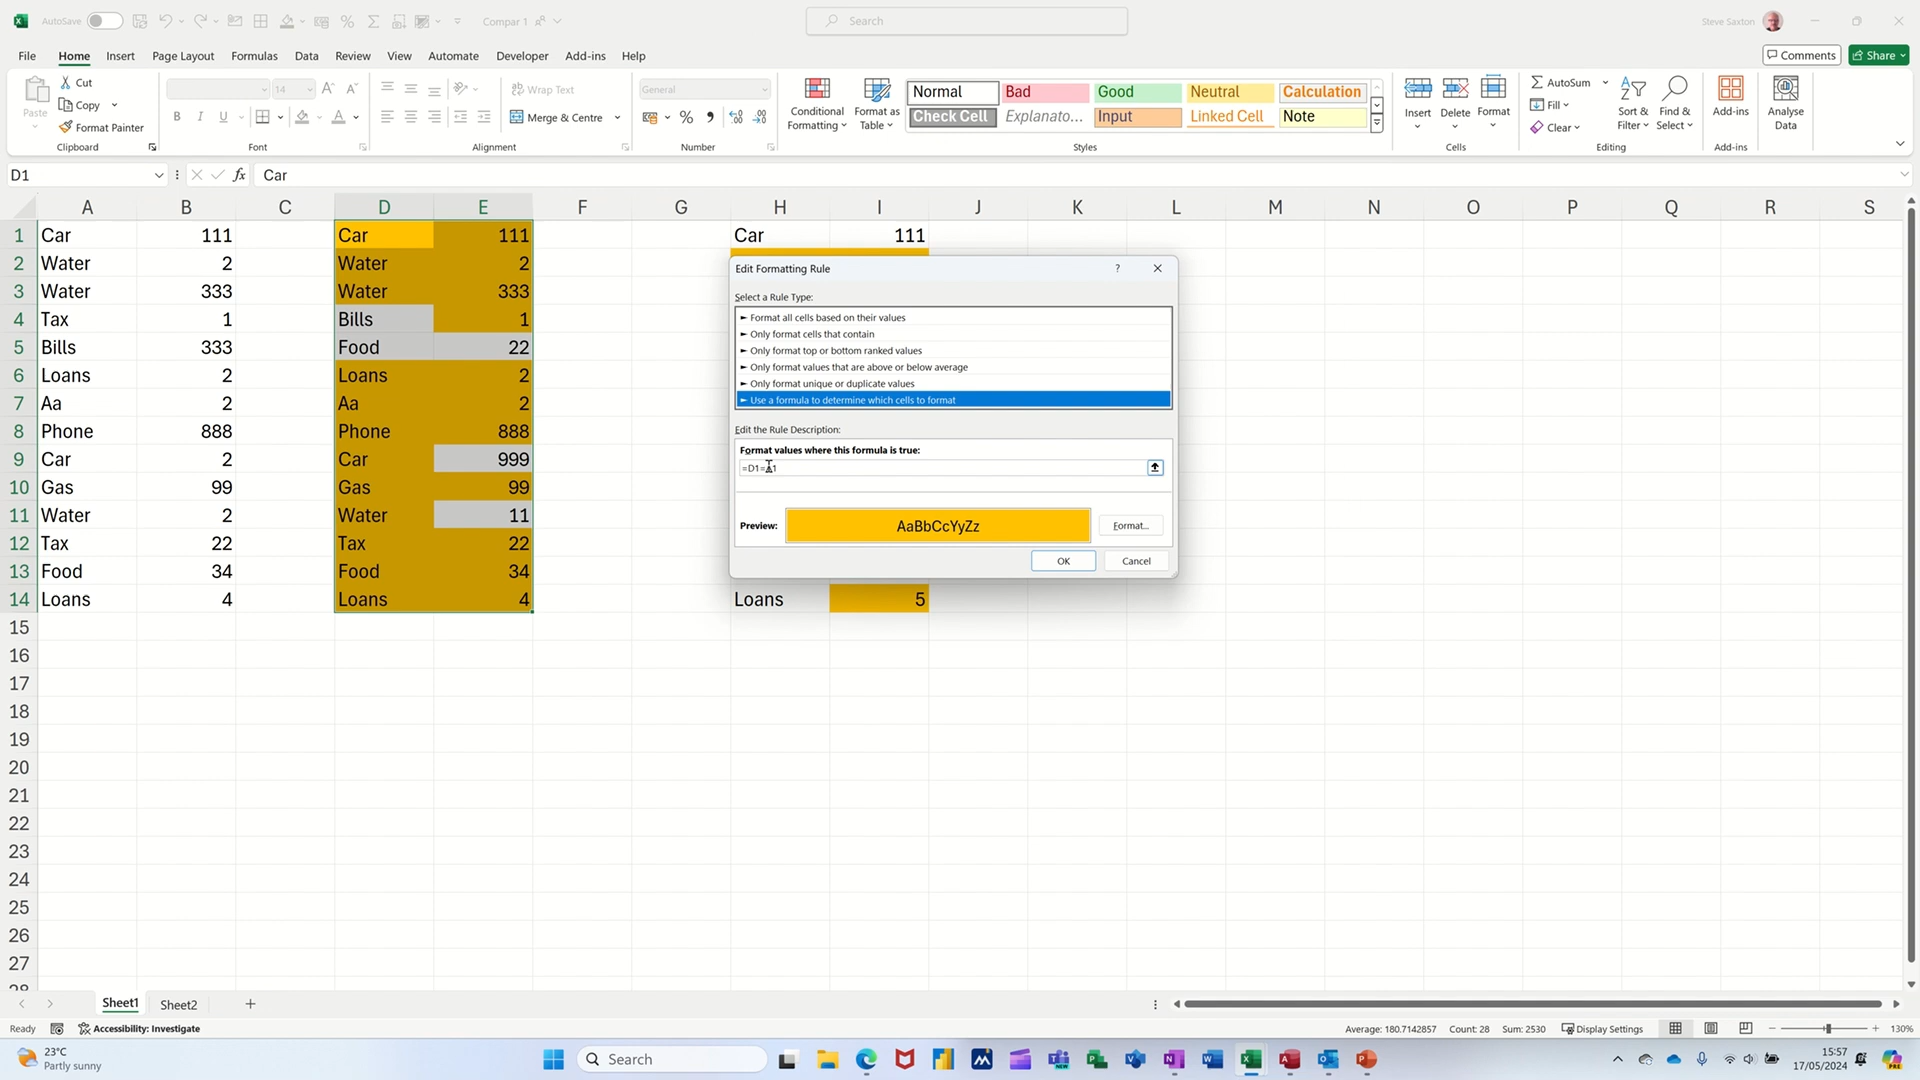 AutoSave
Compar 1
Search
Steve Saxton
File Home Insert Page Layout Formulas Data Review View Automate Developer Add-ins Help
Comments Share
Paste
Cut
Copy
Format Painter
14
Wrap Text
Merge & Centre
General
Conditional Formatting
Format as Table
Normal Bad Good Neutral Calculation
Check Cell Explanato... Input Linked Cell Note
Insert Delete Format
AutoSum
Fill
Clear
Sort & Filter
Find & Select
Add-ins
Analyse Data
Clipboard Font Alignment Number Styles Cells Editing Add-ins
D1 fx Car
A B C D E F G H I J K L M N O P Q R S
1 Car 111 Car 111 Car 111
2 Water 2 Water 2
3 Water 333 Water 333
4 Tax 1 Bills 1
5 Bills 333 Food 22
6 Loans 2 Loans 2
7 Aa 2 Aa 2
8 Phone 888 Phone 888
9 Car 2 Car 999
10 Gas 99 Gas 99
11 Water 2 Water 11
12 Tax 22 Tax 22
13 Food 34 Food 34
14 Loans 4 Loans 4 Loans 5
15
16
17
18
19
20
21
22
23
24
25
26
27
Edit Formatting Rule ?
Select a Rule Type:
► Format all cells based on their values
► Only format cells that contain
► Only format top or bottom ranked values
► Only format values that are above or below average
► Only format unique or duplicate values
► Use a formula to determine which cells to format
Edit the Rule Description:
Format values where this formula is true:
Preview: AaBbCcYyZz Format...
OK Cancel
Sheet1 Sheet2
Ready Accessibility: Investigate
Average: 180.7142857 Count: 28 Sum: 2530 Display Settings 130%
23°C
Partly sunny
Search
15:57
17/05/2024